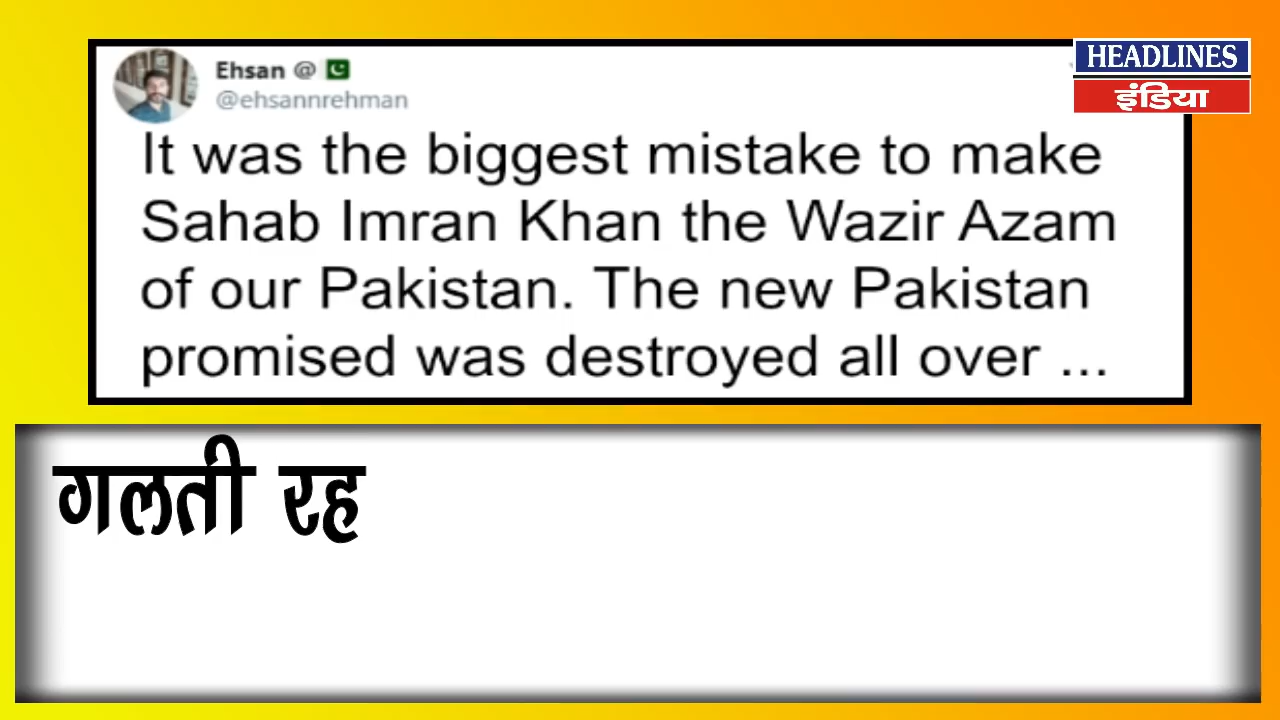 Ehsan @
@ehsannrehman
HEADLINES
इंडिया
It was the biggest mistake to make
Sahab Imran Khan the Wazir Azam
of our Pakistan. The new Pakistan
promised was destroyed all over ...
गलती रह